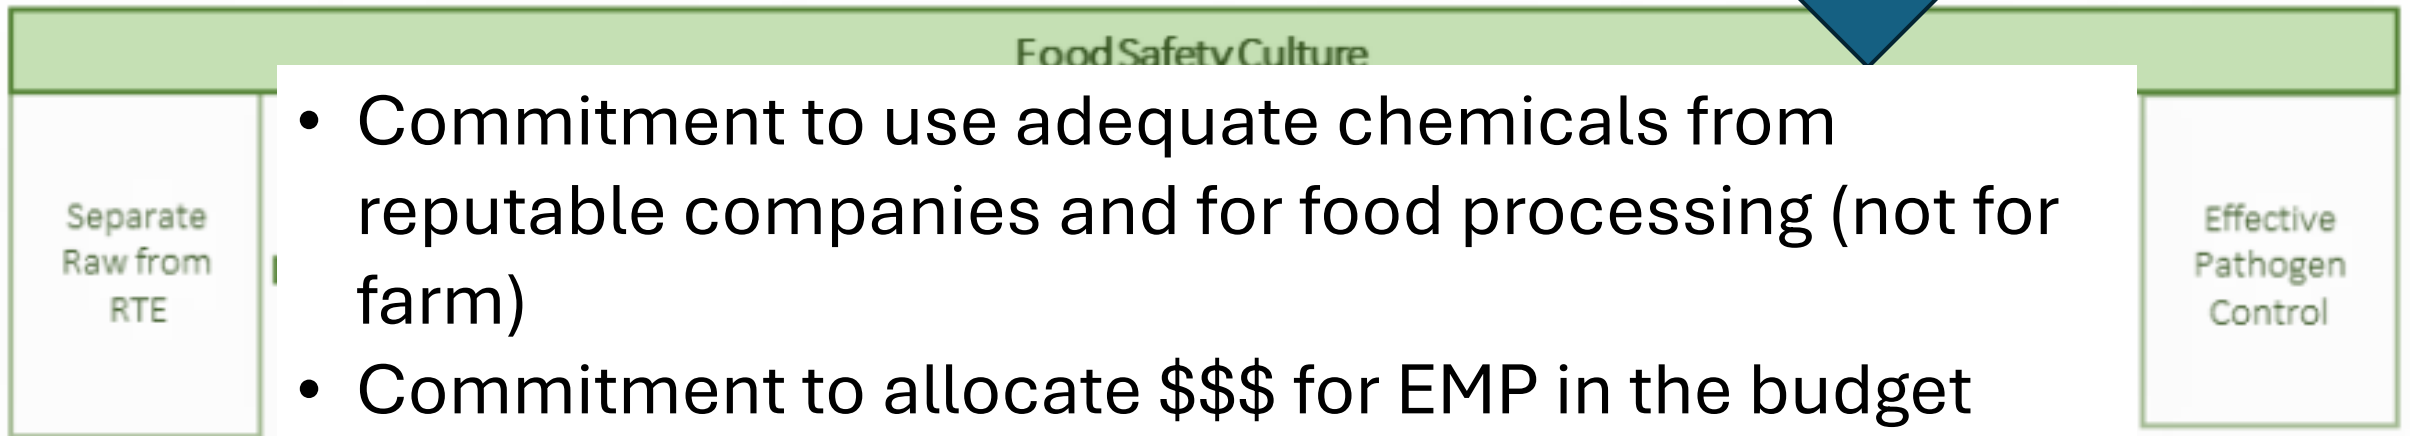 Food Safety Culture
• Commitment to use adequate chemicals from
reputable companies and for food processing (not for
farm)
• Commitment to allocate $$$ for EMP in the budget
Separate
Raw from
RTE
Effective
Pathogen
Control